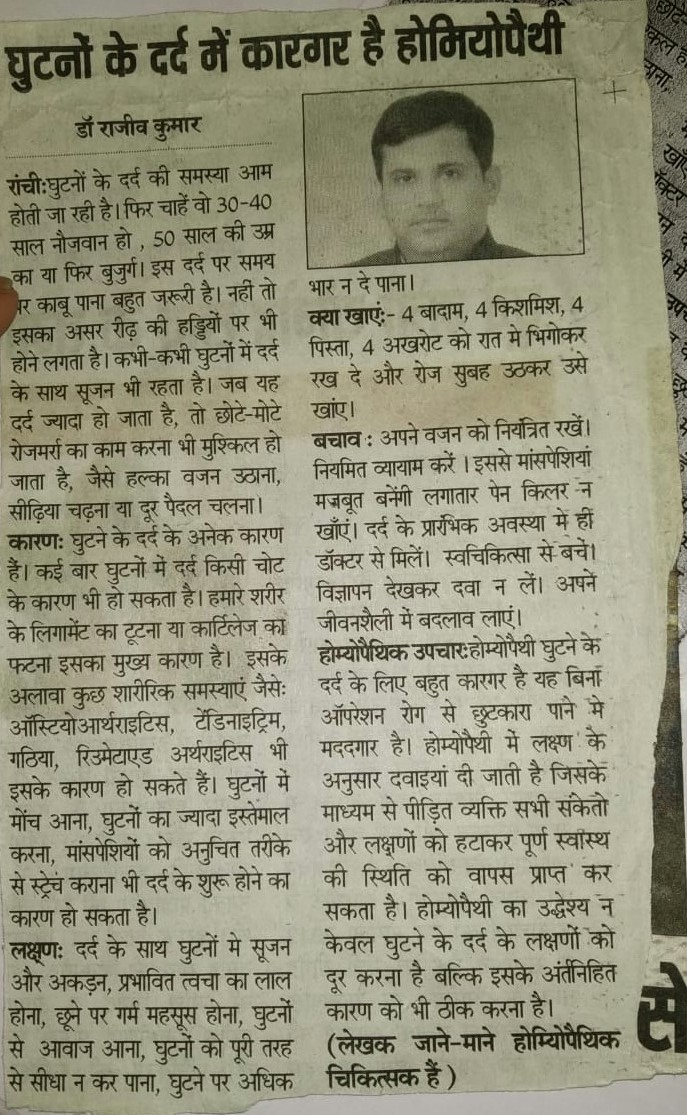 घुटनों के दर्द में कारगर है होमियोपैथी
डॉ राजीव कुमार
रांची:घुटनों के दर्द की समस्या आम
होती जा रही है। फिर चाहें वो 30-40
साल नौजवान हो , 50 साल की उम्र
का या फिर बुजुर्ग। इस दर्द पर समय
पर काबू पाना बहुत जरूरी है। नहीं तो
इसका असर रीढ़ की हड्डियों पर भी
होने लगता है। कभी-कभी घुटनों में दर्द
के साथ सूजन भी रहता है। जब यह
दर्द ज्यादा हो जाता है, तो छोटे-मोटे
रोजमर्रा का काम करना भी मुश्किल हो
जाता है, जैसे हल्का वजन उठाना,
सीढ़िया चढ़ना या दूर पैदल चलना।
कारण: घुटने के दर्द के अनेक कारण
हैं। कई बार घुटनों में दर्द किसी चोट
के कारण भी हो सकता है। हमारे शरीर
के लिगामेंट का टूटना या कार्टिलेज का
फटना इसका मुख्य कारण है। इसके
अलावा कुछ शारीरिक समस्याएं जैसे:
ऑस्टियोआर्थराइटिस, टेंडिनाइट्रिम,
गठिया, रिउमेटाएड अर्थराइटिस भी
इसके कारण हो सकते हैं। घुटनों में
मोंच आना, घुटनों का ज्यादा इस्तेमाल
करना, मांसपेशियों को अनुचित तरीके
से स्ट्रेच कराना भी दर्द के शुरू होने का
कारण हो सकता है।
लक्षण: दर्द के साथ घुटनों मे सूजन
और अकड़न, प्रभावित त्वचा का लाल
होना, छूने पर गर्म महसूस होना, घुटनों
से आवाज आना, घुटनों को पूरी तरह
से सीधा न कर पाना, घुटने पर अधिक
भार न दे पाना।
क्या खाएं:- 4 बादाम, 4 किशमिश, 4
पिस्ता, 4 अखरोट को रात मे भिगोकर
रख दे और रोज सुबह उठकर उसे
खांए।
बचाव : अपने वजन को नियंत्रित रखें।
नियमित व्यायाम करें । इससे मांसपेशियां
मजबूत बनेंगी लगातार पेन किलर न
खाँएं। दर्द के प्रारंभिक अवस्था में हीं
डॉक्टर से मिलें। स्वचिकित्सा से बचें।
विज्ञापन देखकर दवा न लें। अपने
जीवनशैली में बदलाव लाएं।
होम्योपैथिक उपचार:होम्योपैथी घुटने के
दर्द के लिए बहुत कारगर है यह बिना
ऑपरेशन रोग से छुटकारा पाने मे
मददगार है। होम्योपैथी में लक्ष्ण के
अनुसार दवाइयां दी जाती है जिसके
माध्यम से पीड़ित व्यक्ति सभी संकेतो
और लक्षणों को हटाकर पूर्ण स्वास्थ
की स्थिति को वापस प्राप्त कर
सकता है। होम्योपैथी का उद्धेश्य न
केवल घुटने के दर्द के लक्षणों को
दूर करना है बल्कि इसके अंर्तनिहित
कारण को भी ठीक करना है।
(लेखक जाने-माने होम्योपैथिक
चिकित्सक हैं )
से